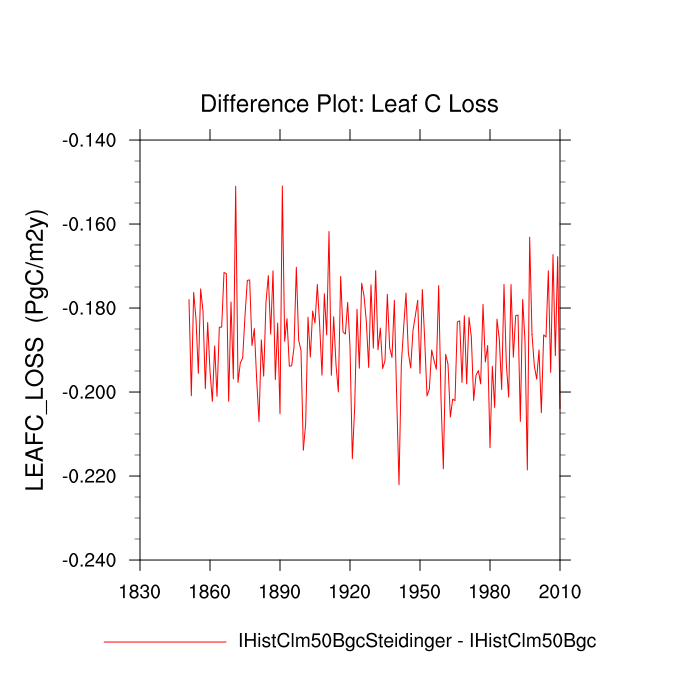 Difference Plot: Leaf C Loss
LEAFC_LOSS (PgC/m2y)
-0.140
-0.160
-0.180
-0.200
-0.220
-0.240
1830 1860 1890 1920 1950 1980 2010
IHistClm50BgcSteidinger - IHistClm50Bgc